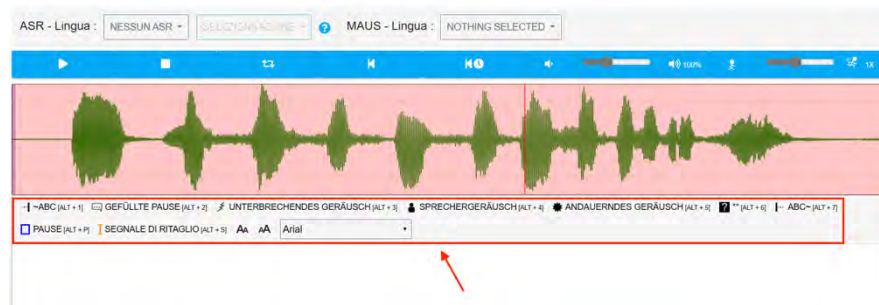 ASR - Lingua : NESSUN ASR MAUS - Lingua : NOTHING SELECTED
100% 1X
~ABC [ALT + 1] GEFÜLLTE PAUSE [ALT + 2] UNTERBRECHENDES GERÄUSCH [ALT + 3] SPRECHERGERÄUSCH [ALT + 4] ANDAUERNDES GERÄUSCH [ALT + 5] ** [ALT + 6] ABC~ [ALT + 7]
PAUSE [ALT + P] SEGNALE DI RITAGLIO [ALT + S] AA AA Arial